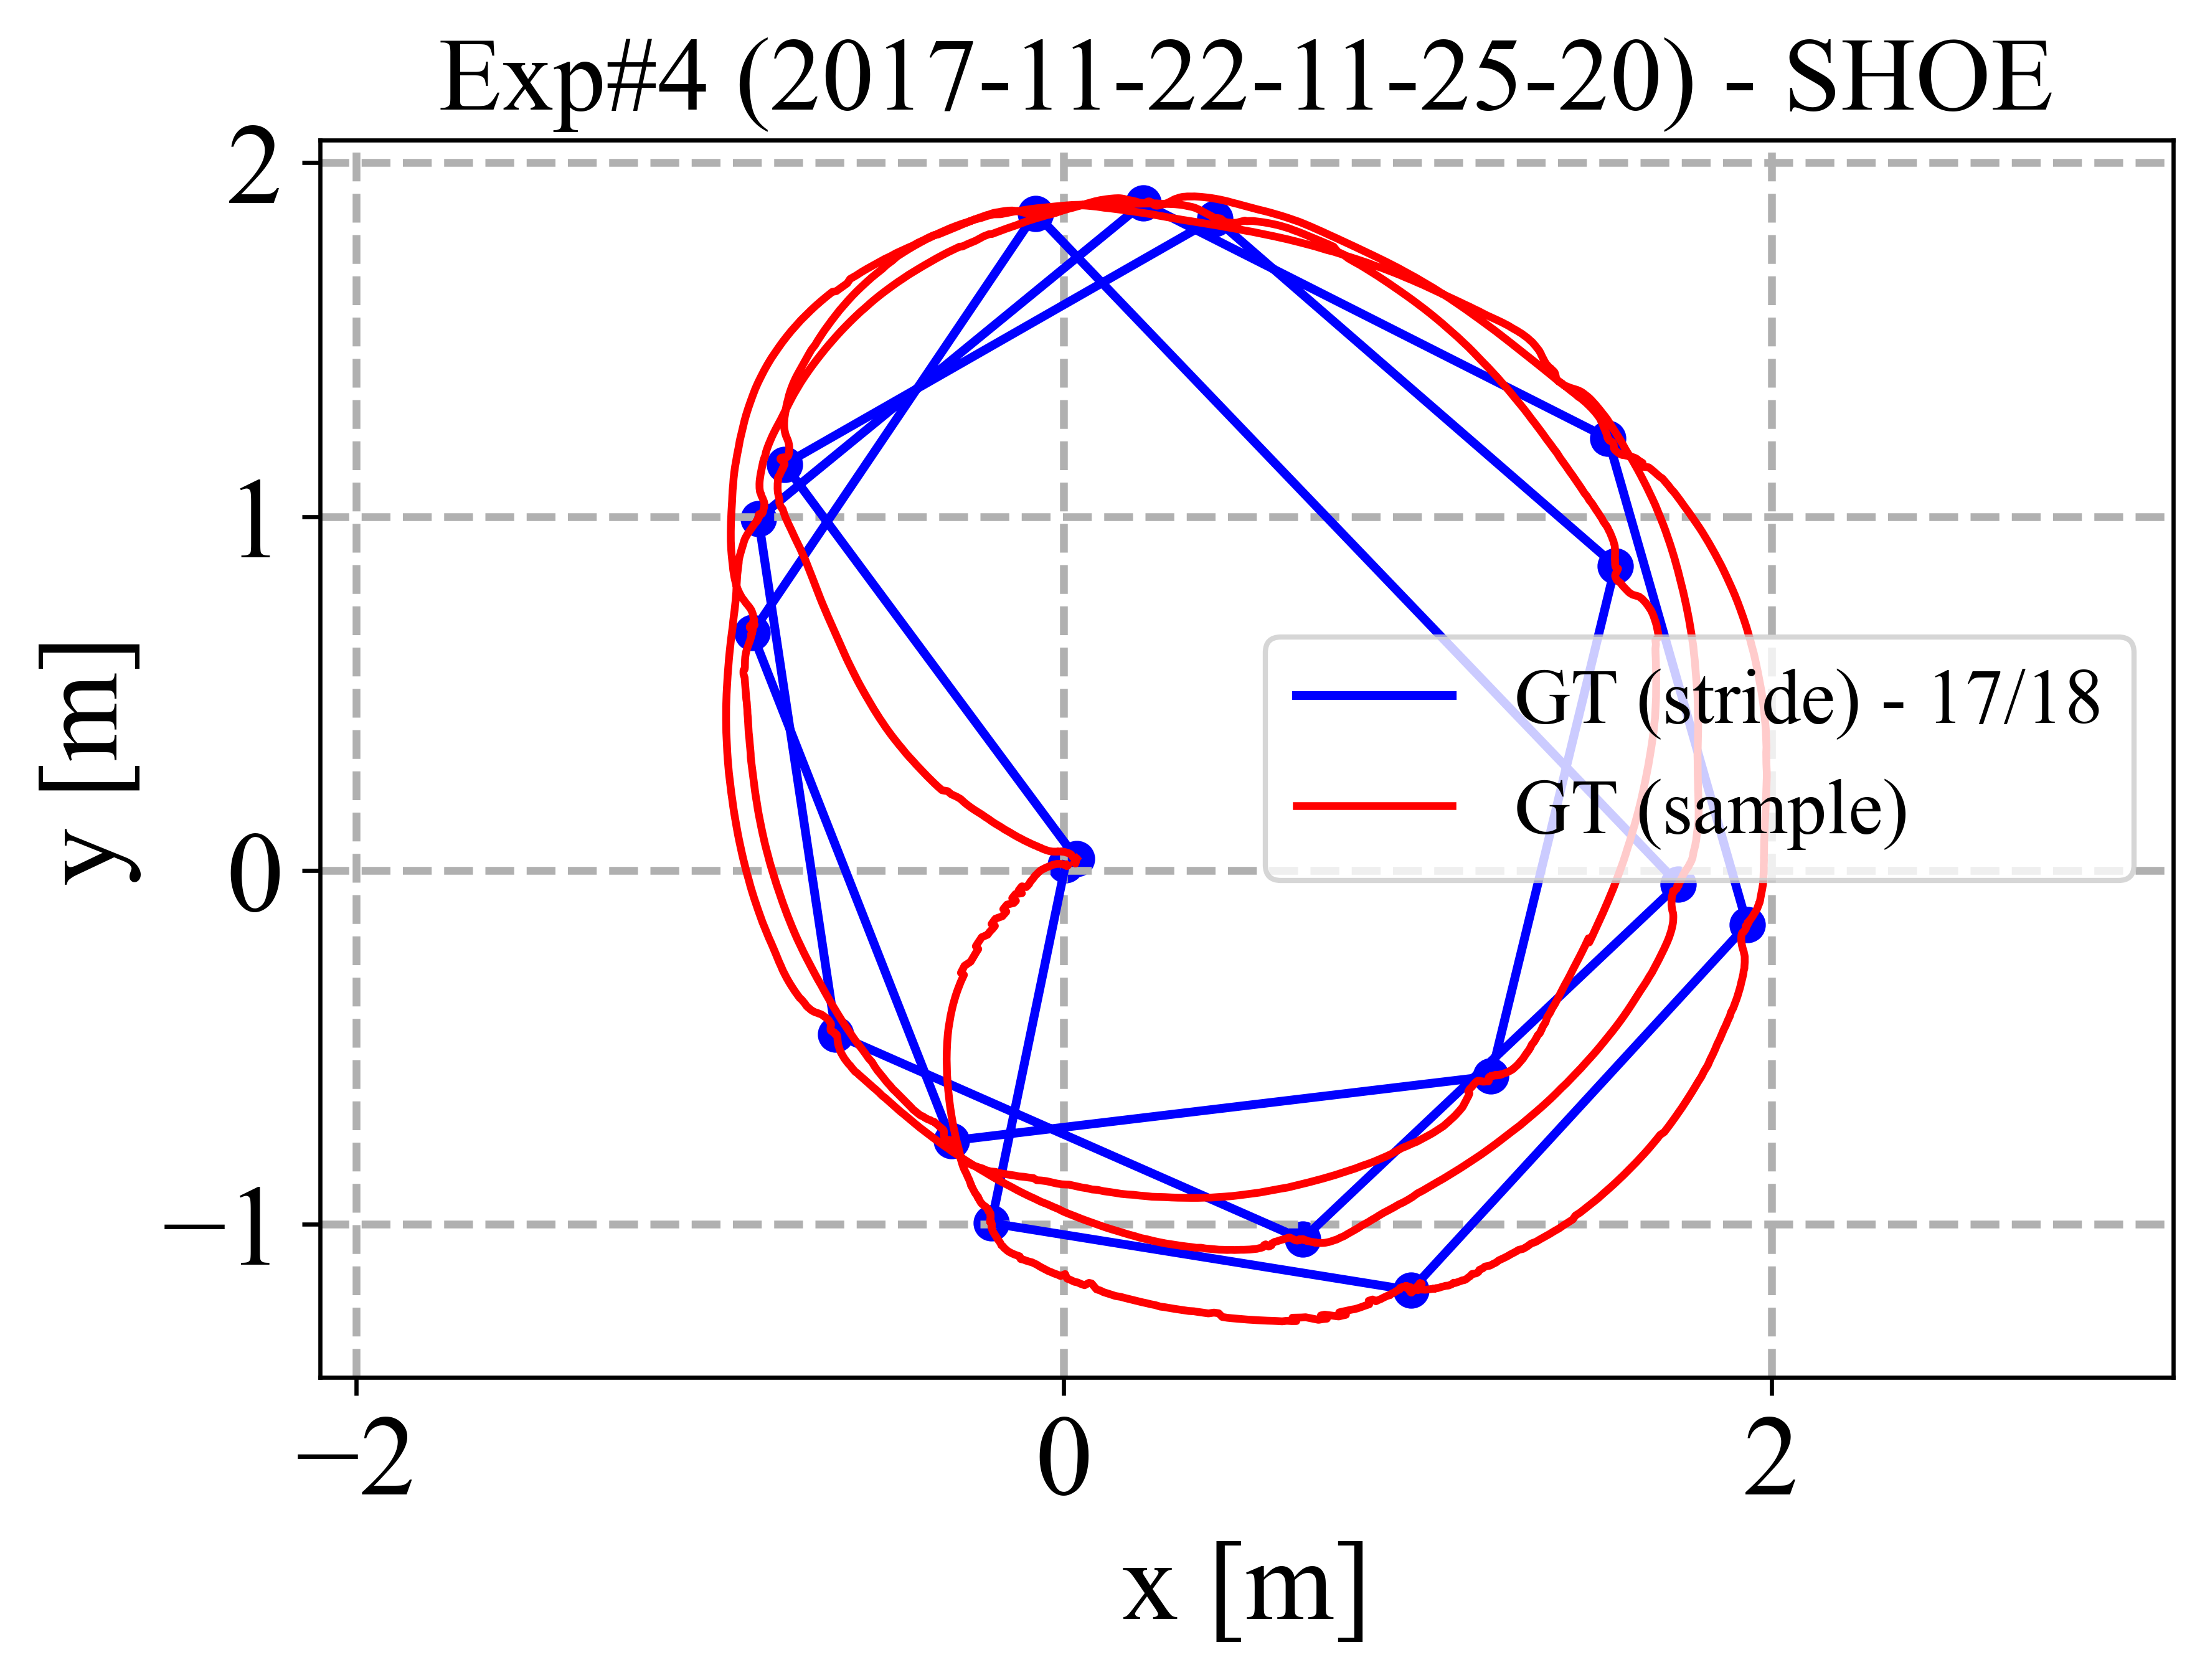 Exp#4 (2017-11-22-11-25-20) - SHOE
2
1
0
−1
y [m]
GT (stride) - 17/18
GT (sample)
−2 0 2
x [m]